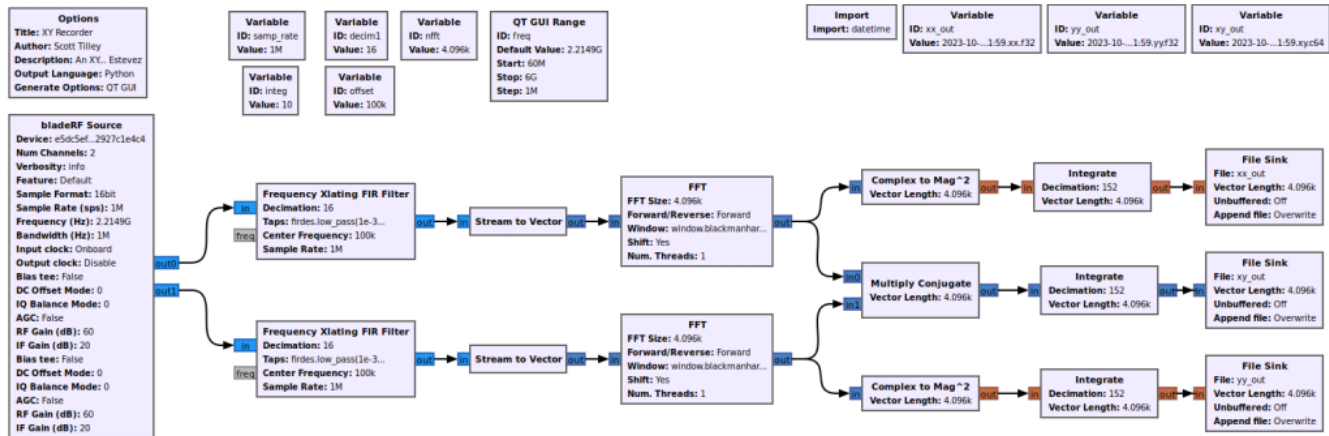 Options
Title: XY Recorder
Author: Scott Tilley
Description: An XY... Estevez
Output Language: Python
Generate Options: QT GUI
Variable
ID: samp_rate
Value: 1M
Variable
ID: decim1
Value: 16
Variable
ID: nfft
Value: 4.096k
Variable
ID: integ
Value: 10
Variable
ID: offset
Value: 100k
QT GUI Range
ID: freq
Default Value: 2.2149G
Start: 60M
Stop: 6G
Step: 1M
Import
Import: datetime
Variable
ID: xx_out
Value: 2023-10-...1:59.xx.f32
Variable
ID: yy_out
Value: 2023-10-...1:59.yy.f32
Variable
ID: xy_out
Value: 2023-10-...1:59.xy.c64
bladeRF Source
Device: e5dc5ef...2927c1e4c4
Num Channels: 2
Verbosity: info
Feature: Default
Sample Format: 16bit
Sample Rate (sps): 1M
Frequency (Hz): 2.2149G
Bandwidth (Hz): 1M
Input clock: Onboard
Output clock: Disable
Bias tee: False
DC Offset Mode: 0
IQ Balance Mode: 0
AGC: False
RF Gain (dB): 60
IF Gain (dB): 20
Bias tee: False
DC Offset Mode: 0
IQ Balance Mode: 0
AGC: False
RF Gain (dB): 60
IF Gain (dB): 20
out0
out1
in
freq
Frequency Xlating FIR Filter
Decimation: 16
Taps: firdes.low_pass(1e-3...
Center Frequency: 100k
Sample Rate: 1M
out
in
Stream to Vector
out
in
FFT
FFT Size: 4.096k
Forward/Reverse: Forward
Window: window.blackmanhar...
Shift: Yes
Num. Threads: 1
out
in
Complex to Mag^2
Vector Length: 4.096k
out
in
Integrate
Decimation: 152
Vector Length: 4.096k
out
in
File Sink
File: xx_out
Vector Length: 4.096k
Unbuffered: Off
Append file: Overwrite
in0
in1
Multiply Conjugate
Vector Length: 4.096k
out
in
Integrate
Decimation: 152
Vector Length: 4.096k
out
in
File Sink
File: xy_out
Vector Length: 4.096k
Unbuffered: Off
Append file: Overwrite
in
freq
Frequency Xlating FIR Filter
Decimation: 16
Taps: firdes.low_pass(1e-3...
Center Frequency: 100k
Sample Rate: 1M
out
in
Stream to Vector
out
in
FFT
FFT Size: 4.096k
Forward/Reverse: Forward
Window: window.blackmanhar...
Shift: Yes
Num. Threads: 1
out
in
Complex to Mag^2
Vector Length: 4.096k
out
in
Integrate
Decimation: 152
Vector Length: 4.096k
out
in
File Sink
File: yy_out
Vector Length: 4.096k
Unbuffered: Off
Append file: Overwrite